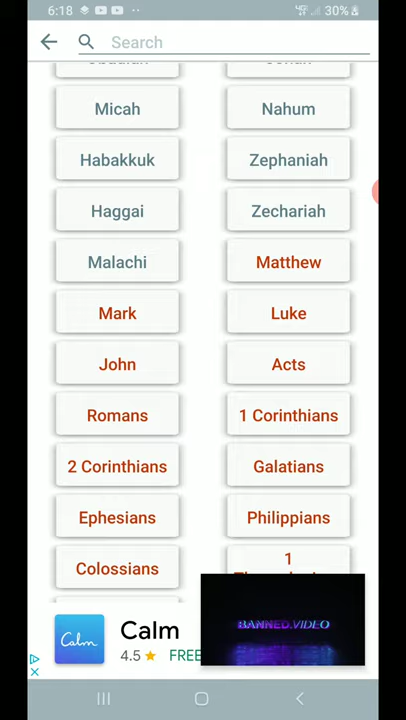 6:18
30%
Search
Micah
Nahum
Habakkuk
Zephaniah
Haggai
Zechariah
Malachi
Matthew
Mark
Luke
John
Acts
Romans
1 Corinthians
2 Corinthians
Galatians
Ephesians
Philippians
Colossians
1
Calm
Calm
4.5 ★ FREE
BANNED.VIDEO